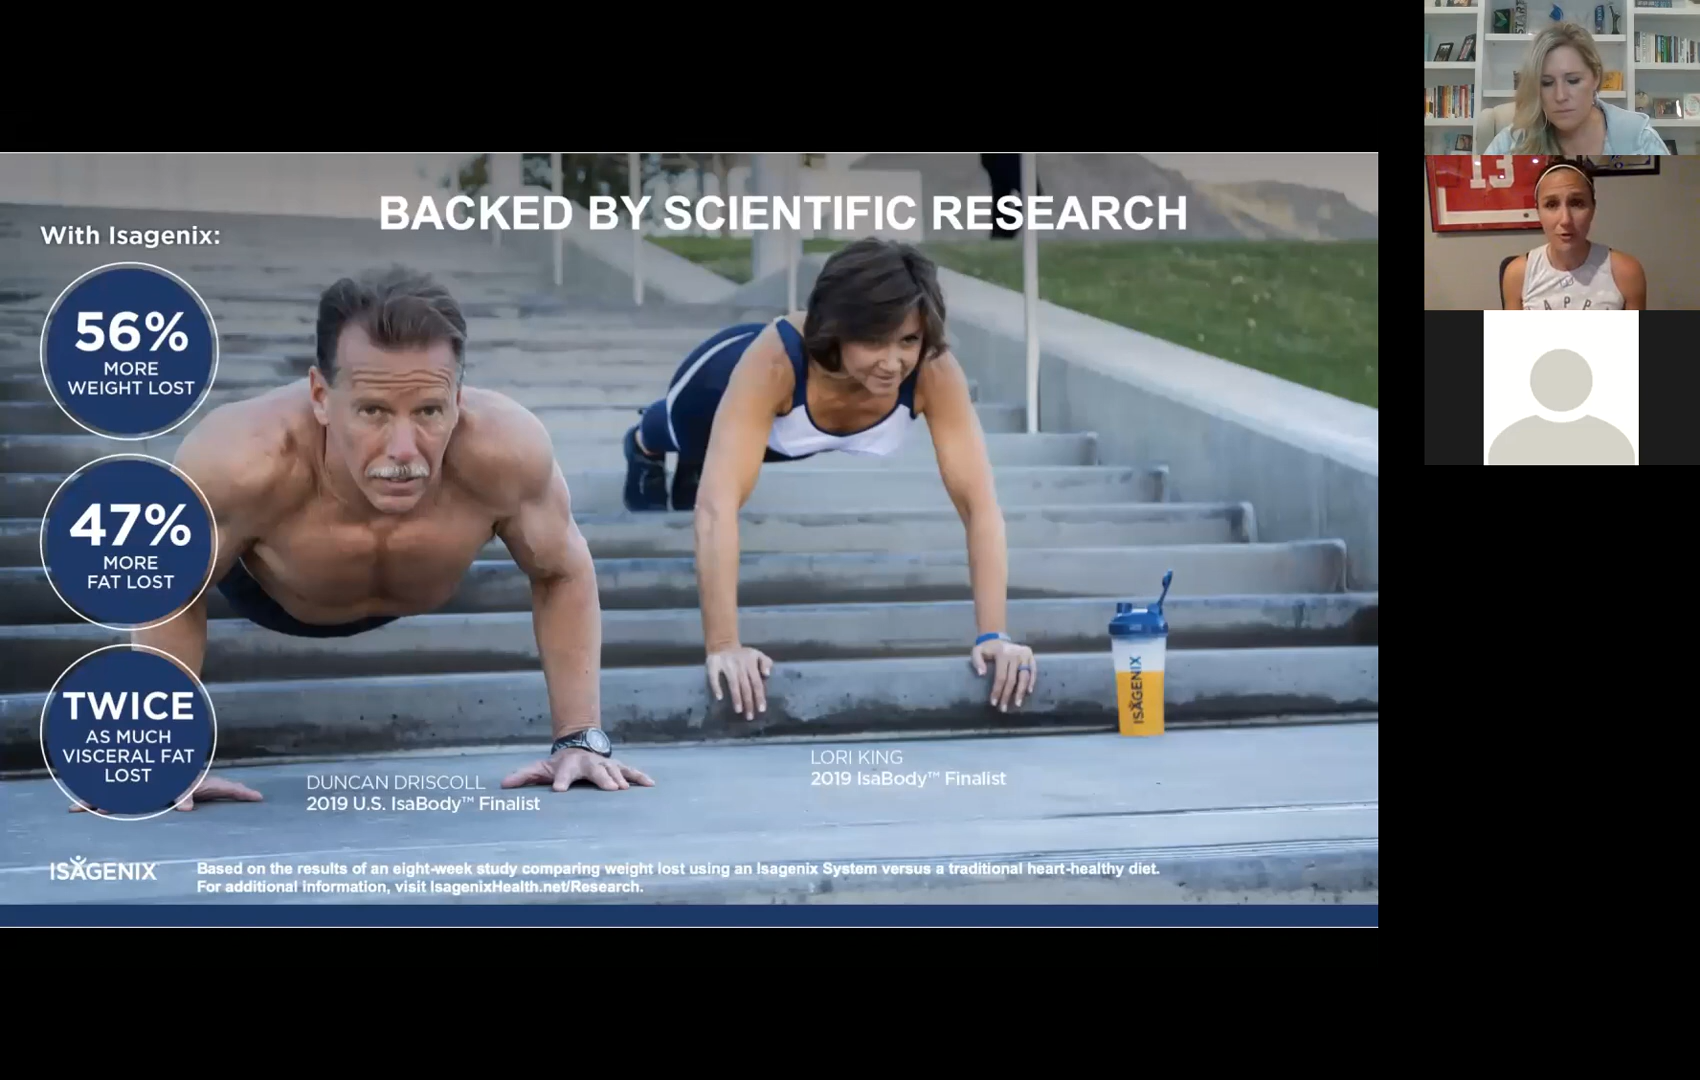 BACKED BY SCIENTIFIC RESEARCH
With Isagenix:
56%
MORE
WEIGHT LOST
47%
MORE
FAT LOST
TWICE
AS MUCH
VISCERAL FAT
LOST
DUNCAN DRISCOLL
2019 U.S. IsaBody™ Finalist
LORI KING
2019 IsaBody™ Finalist
ISAGENIX
ISAGENIX
Based on the results of an eight-week study comparing weight lost using an Isagenix System versus a traditional heart-healthy diet.
For additional information, visit IsagenixHealth.net/Research.
START
13